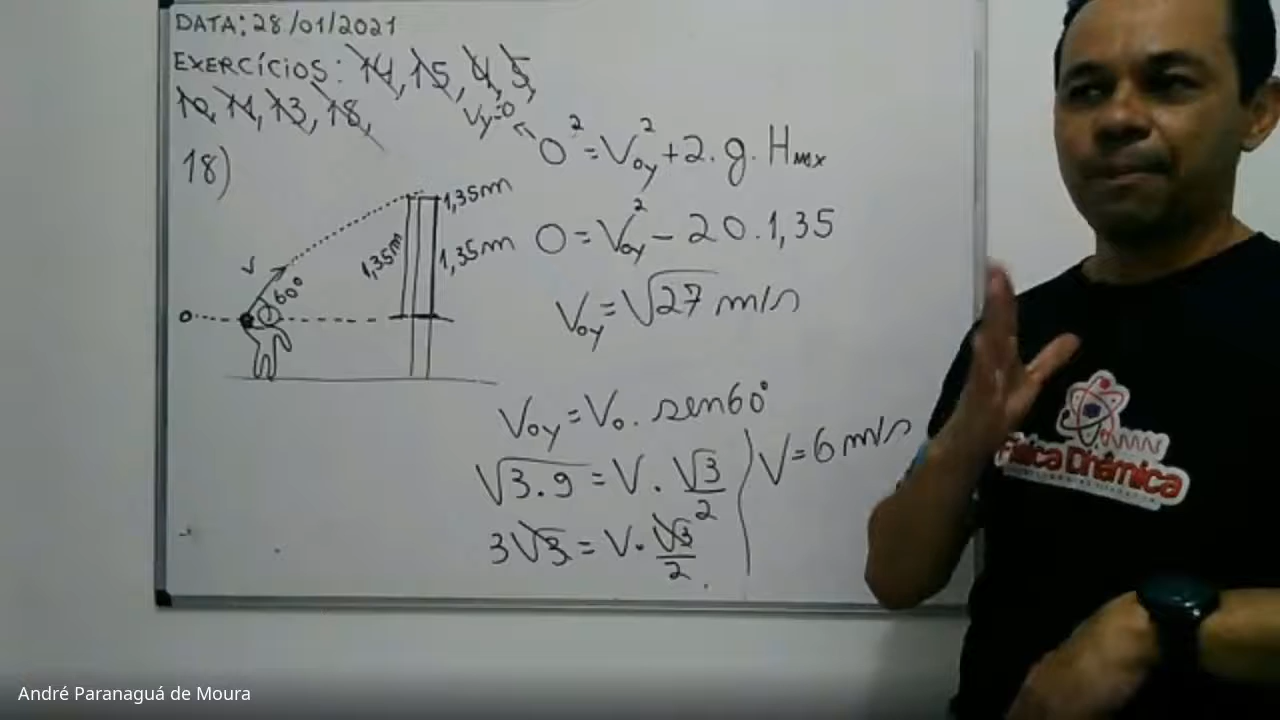 DATA: 28/01/2021
EXERCÍCIOS: 14, 15, 4, 5,
10, 11, 13, 18,
18)
Vy=0
0² = Voy² + 2.g.Hmax
0 = Voy² - 20.1,35
Voy = √27 m/s
1,35m
1,35m
1,35m
V
60°
Voy = Vo. sen60°
√3.9 = V. √3/2
3√3 = V. √3/2
V = 6 m/s
Física Dinâmica
André Paranaguá de Moura